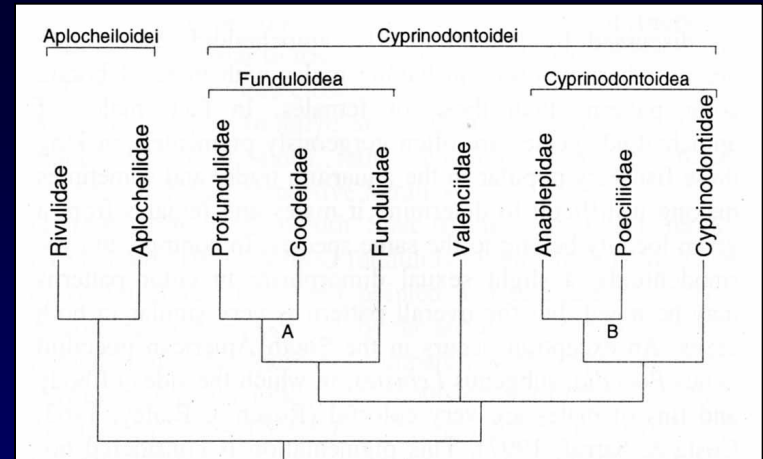 Aplocheiloidei
Cyprinodontoidei
Funduloidea
Cyprinodontoidea
Rivulidae
Aplocheilidae
Profundulidae
Goodeidae
Fundulidae
Valenciidae
Anablepidae
Poeciliidae
Cyprinodontidae
A
B